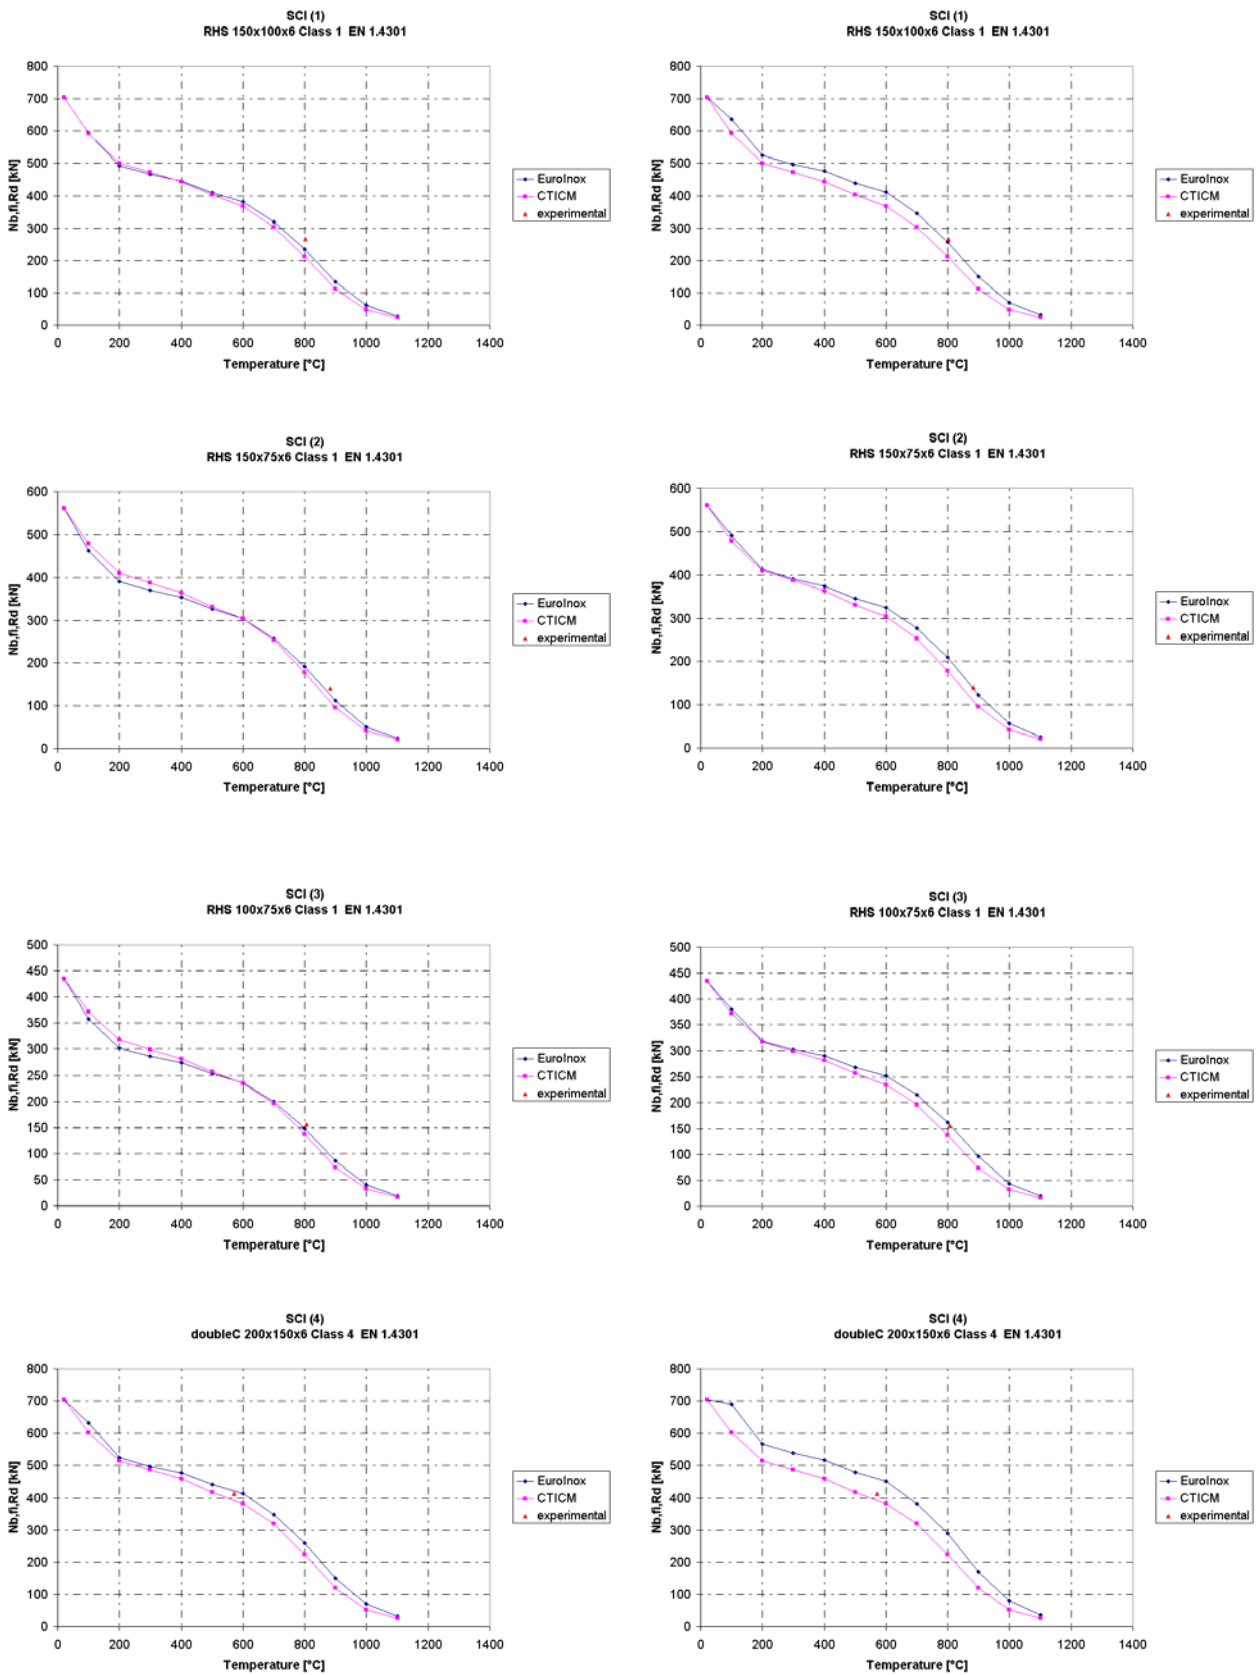 SCI (1)
RHS 150x100x6 Class 1 EN 1.4301
800
700
600
500
400
300
200
100
0
Nb,fi,Rd [kN]
0 200 400 600 800 1000 1200 1400
Temperature [°C]
EuroInox
CTICM
experimental
SCI (1)
RHS 150x100x6 Class 1 EN 1.4301
800
700
600
500
400
300
200
100
0
Nb,fi,Rd [kN]
0 200 400 600 800 1000 1200 1400
Temperature [°C]
EuroInox
CTICM
experimental
SCI (2)
RHS 150x75x6 Class 1 EN 1.4301
600
500
400
300
200
100
0
Nb,fi,Rd [kN]
0 200 400 600 800 1000 1200 1400
Temperature [°C]
EuroInox
CTICM
experimental
SCI (2)
RHS 150x75x6 Class 1 EN 1.4301
600
500
400
300
200
100
0
Nb,fi,Rd [kN]
0 200 400 600 800 1000 1200 1400
Temperature [°C]
EuroInox
CTICM
experimental
SCI (3)
RHS 100x75x6 Class 1 EN 1.4301
500
450
400
350
300
250
200
150
100
50
0
Nb,fi,Rd [kN]
0 200 400 600 800 1000 1200 1400
Temperature [°C]
EuroInox
CTICM
experimental
SCI (3)
RHS 100x75x6 Class 1 EN 1.4301
500
450
400
350
300
250
200
150
100
50
0
Nb,fi,Rd [kN]
0 200 400 600 800 1000 1200 1400
Temperature [°C]
EuroInox
CTICM
experimental
SCI (4)
doubleC 200x150x6 Class 4 EN 1.4301
800
700
600
500
400
300
200
100
0
Nb,fi,Rd [kN]
0 200 400 600 800 1000 1200 1400
Temperature [°C]
EuroInox
CTICM
experimental
SCI (4)
doubleC 200x150x6 Class 4 EN 1.4301
800
700
600
500
400
300
200
100
0
Nb,fi,Rd [kN]
0 200 400 600 800 1000 1200 1400
Temperature [°C]
EuroInox
CTICM
experimental